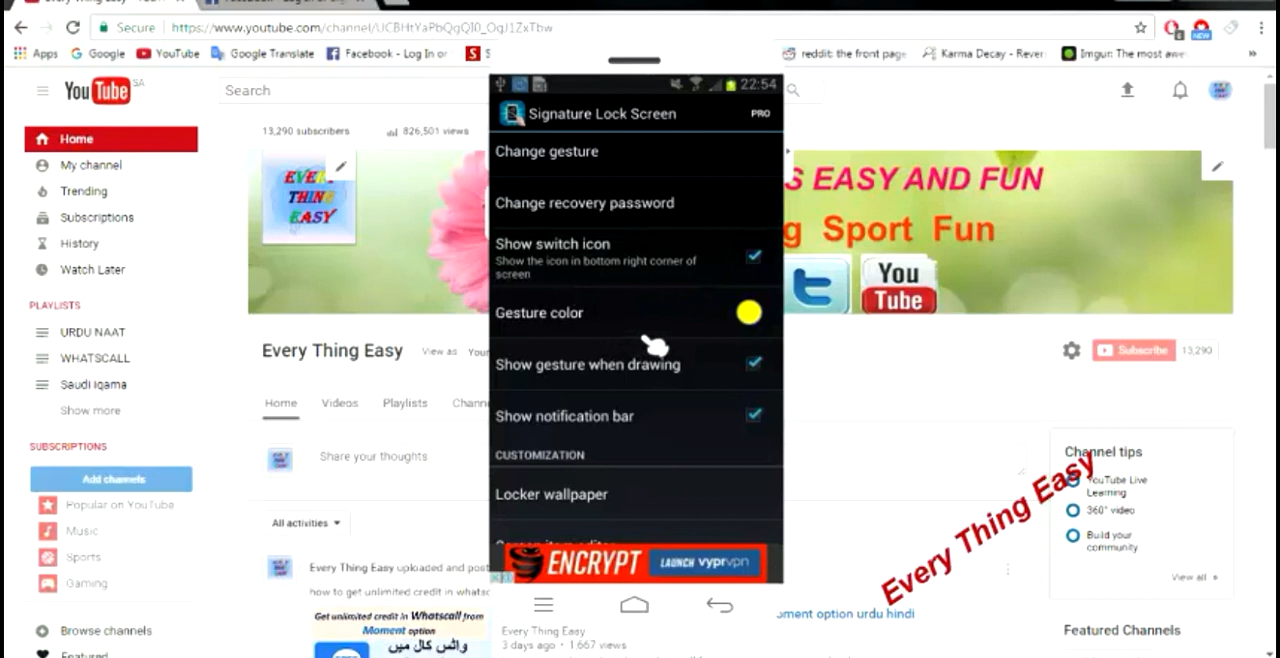 Secure https://www.youtube.com/channel/
Apps Google YouTube Google Translate Facebook - Log In or S reddit: the front page Karma Decay - Rever Imgur: The most awe
YouTube SA
Search
Home
My channel
Trending
Subscriptions
History
Watch Later
PLAYLISTS
URDU NAAT
WHATSCALL
Saudi iqama
Show more
SUBSCRIPTIONS
Add channels
Popular on YouTube
Music
Sports
Gaming
Browse channels
13,290 subscribers 826,501 views
EVERY
THING
EASY
S EASY AND FUN
g Sport Fun
You
Tube
Every Thing Easy View as Your
Subscribe 13,290
Home Videos Playlists Chann
Share your thoughts
All activities
Every Thing Easy uploaded and post
how to get unlimited credit in whatsc
Get unlimited credit in Whatscall from
Moment option
واٹس کال میں
22:54
Signature Lock Screen PRO
Change gesture
Change recovery password
Show switch icon
Show the icon in bottom right corner of
screen
Gesture color
Show gesture when drawing
Show notification bar
CUSTOMIZATION
Locker wallpaper
ENCRYPT LAUNCH vyprvpn
oment option urdu hindi
Every Thing Easy
3 days ago • 1,667 views
Every Thing Easy
Channel tips
YouTube Live
Learning
360° video
Build your
community
View all »
Featured Channels